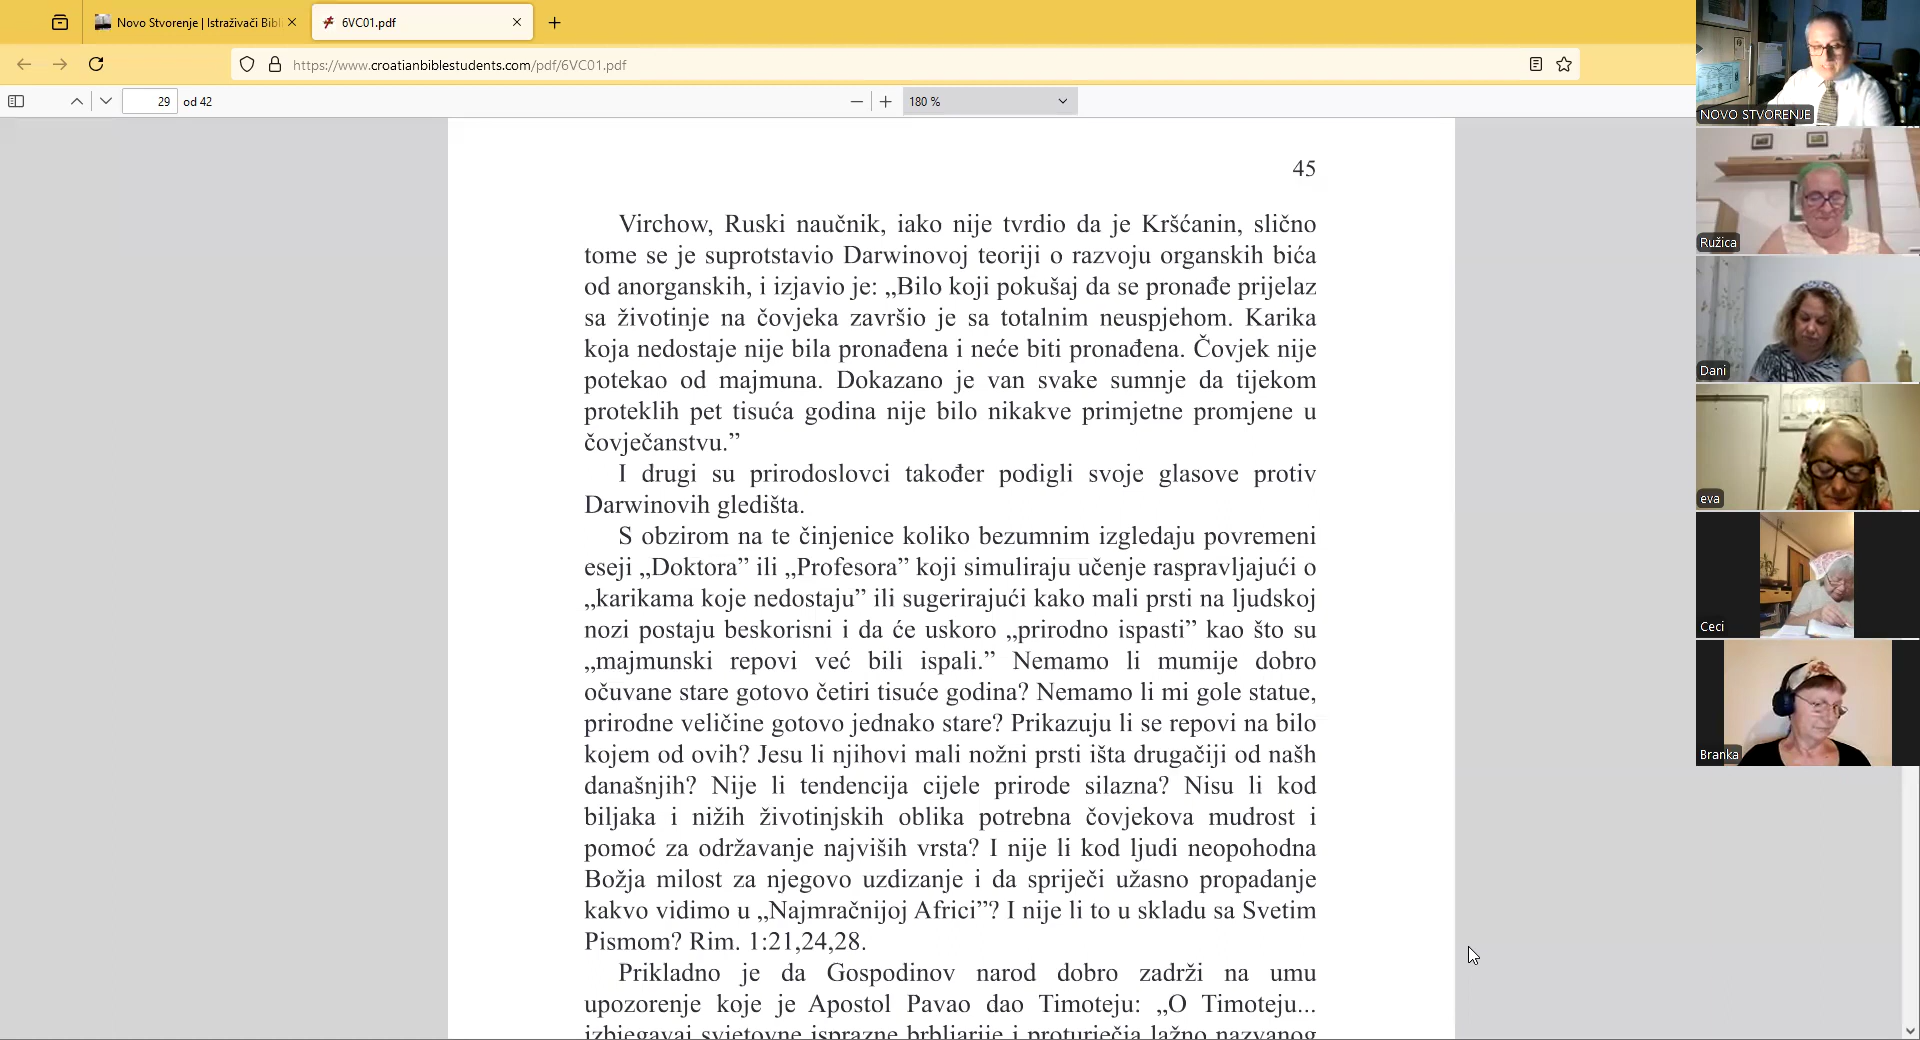 Novo Stvorenje | Istraživači Bibl
6VC01.pdf
https://www.croatianbiblestudents.com/pdf/6VC01.pdf
29 od 42
180 %
45
Virchow, Ruski naučnik, iako nije tvrdio da je Kršćanin, slično
tome se je suprotstavio Darwinovoj teoriji o razvoju organskih bića
od anorganskih, i izjavio je: „Bilo koji pokušaj da se pronađe prijelaz
sa životinje na čovjeka završio je sa totalnim neuspjehom. Karika
koja nedostaje nije bila pronađena i neće biti pronađena. Čovjek nije
potekao od majmuna. Dokazano je van svake sumnje da tijekom
proteklih pet tisuća godina nije bilo nikakve primjetne promjene u
čovječanstvu.”
I drugi su prirodoslovci također podigli svoje glasove protiv
Darwinovih gledišta.
S obzirom na te činjenice koliko bezumnim izgledaju povremeni
eseji „Doktora” ili „Profesora” koji simuliraju učenje raspravljajući o
„karikama koje nedostaju” ili sugerirajući kako mali prsti na ljudskoj
nozi postaju beskorisni i da će uskoro „prirodno ispasti” kao što su
„majmunski repovi već bili ispali.” Nemamo li mumije dobro
očuvane stare gotovo četiri tisuće godina? Nemamo li mi gole statue,
prirodne veličine gotovo jednako stare? Prikazuju li se repovi na bilo
kojem od ovih? Jesu li njihovi mali nožni prsti išta drugačiji od našh
današnjih? Nije li tendencija cijele prirode silazna? Nisu li kod
biljaka i nižih životinjskih oblika potrebna čovjekova mudrost i
pomoć za održavanje najviših vrsta? I nije li kod ljudi neopohodna
Božja milost za njegovo uzdizanje i da spriječi užasno propadanje
kakvo vidimo u „Najmračnijoj Africi”? I nije li to u skladu sa Svetim
Pismom? Rim. 1:21,24,28.
Prikladno je da Gospodinov narod dobro zadrži na umu
upozorenje koje je Apostol Pavao dao Timoteju: „O Timoteju...
izbjegavaj svjetovne isprazne brbljarije i proturječja lažno nazvanog
NOVO STVORENJE
Ružica
Dani
eva
Ceci
Branka